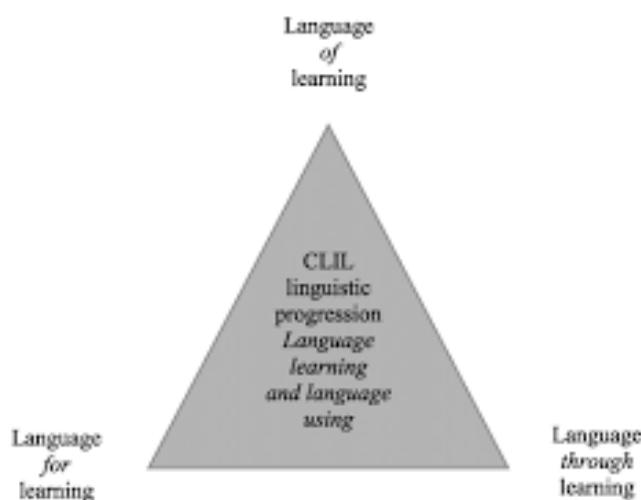 Language
of
learning
CLIL
linguistic
progression
Language
learning
and language
using
Language
for
learning
Language
through
learning